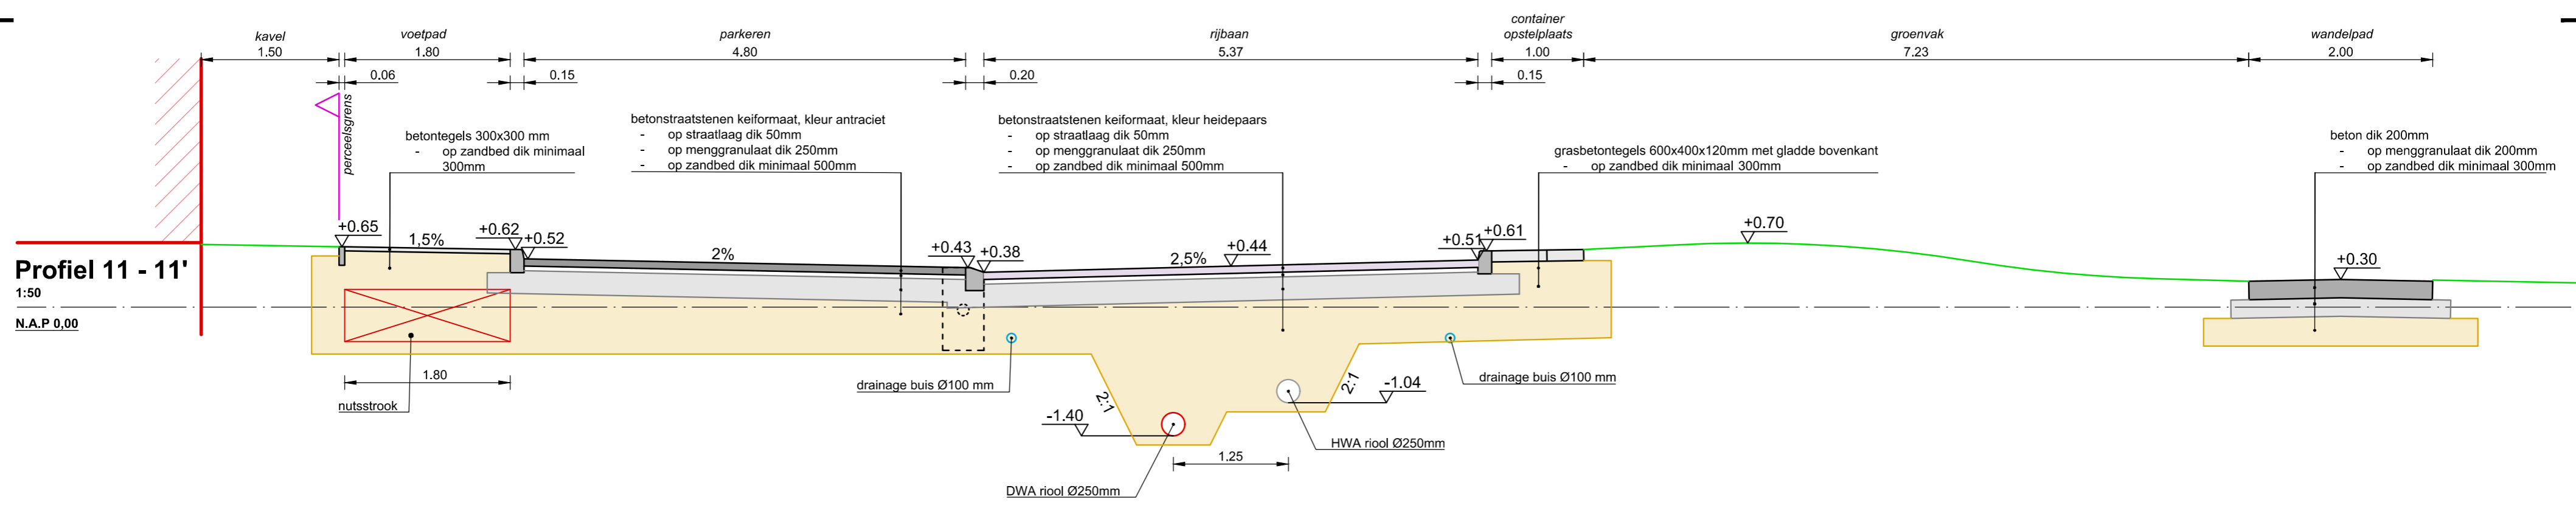 kavel
1.50
voetpad
1.80
parkeren
4.80
rijbaan
5.37
container
opstelplaats
1.00
groenvak
7.23
wandelpad
2.00
0.06
0.15
0.20
0.15
perceelsgrens
betontegels 300x300 mm
- op zandbed dik minimaal
300mm
betonstraatstenen keiformaat, kleur antraciet
- op straatlaag dik 50mm
- op menggranulaat dik 250mm
- op zandbed dik minimaal 500mm
betonstraatstenen keiformaat, kleur heidepaars
- op straatlaag dik 50mm
- op menggranulaat dik 250mm
- op zandbed dik minimaal 500mm
grasbetontegels 600x400x120mm met gladde bovenkant
- op zandbed dik minimaal 300mm
beton dik 200mm
- op menggranulaat dik 200mm
- op zandbed dik minimaal 300mm
+0.65
1,5%
+0.62
+0.52
2%
+0.43
+0.38
2,5%
+0.44
+0.51
+0.61
+0.70
+0.30
Profiel 11 - 11'
1:50
N.A.P 0,00
1.80
nutsstrook
drainage buis Ø100 mm
2:1
2:1
-1.04
drainage buis Ø100 mm
-1.40
HWA riool Ø250mm
1.25
DWA riool Ø250mm